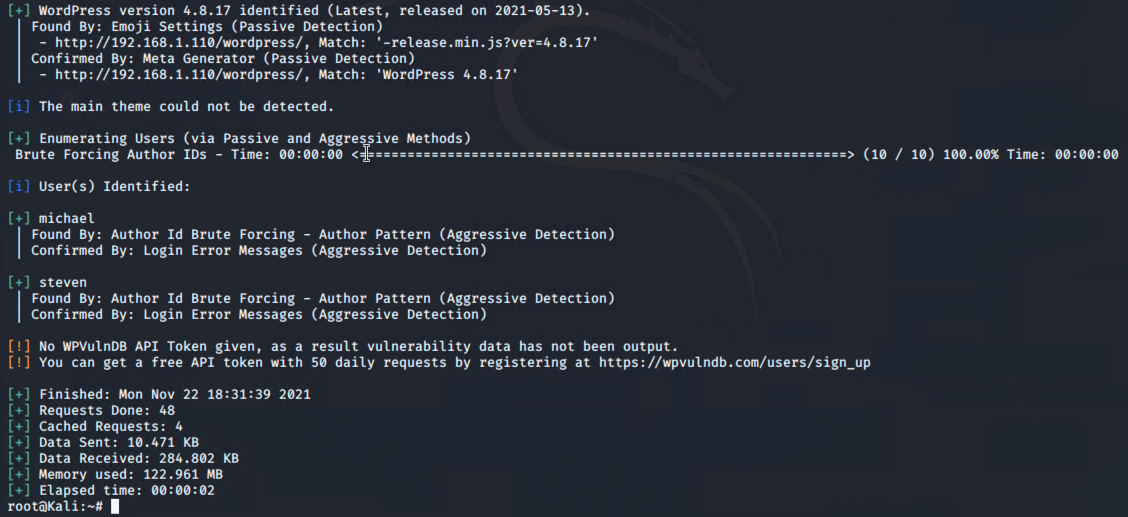 [+] WordPress version 4.8.17 identified (Latest, released on 2021-05-13).
| Found By: Emoji Settings (Passive Detection)
|  - http://192.168.1.110/wordpress/, Match: '-release.min.js?ver=4.8.17'
| Confirmed By: Meta Generator (Passive Detection)
|  - http://192.168.1.110/wordpress/, Match: 'WordPress 4.8.17'
[i] The main theme could not be detected.
[+] Enumerating Users (via Passive and Aggressive Methods)
Brute Forcing Author IDs - Time: 00:00:00 <==============================================================> (10 / 10) 100.00% Time: 00:00:00
[i] User(s) Identified:
[+] michael
| Found By: Author Id Brute Forcing - Author Pattern (Aggressive Detection)
| Confirmed By: Login Error Messages (Aggressive Detection)
[+] steven
| Found By: Author Id Brute Forcing - Author Pattern (Aggressive Detection)
| Confirmed By: Login Error Messages (Aggressive Detection)
[!] No WPVulnDB API Token given, as a result vulnerability data has not been output.
[!] You can get a free API token with 50 daily requests by registering at https://wpvulndb.com/users/sign_up
[+] Finished: Mon Nov 22 18:31:39 2021
[+] Requests Done: 48
[+] Cached Requests: 4
[+] Data Sent: 10.471 KB
[+] Data Received: 284.802 KB
[+] Memory used: 122.961 MB
[+] Elapsed time: 00:00:02
root@Kali:~#